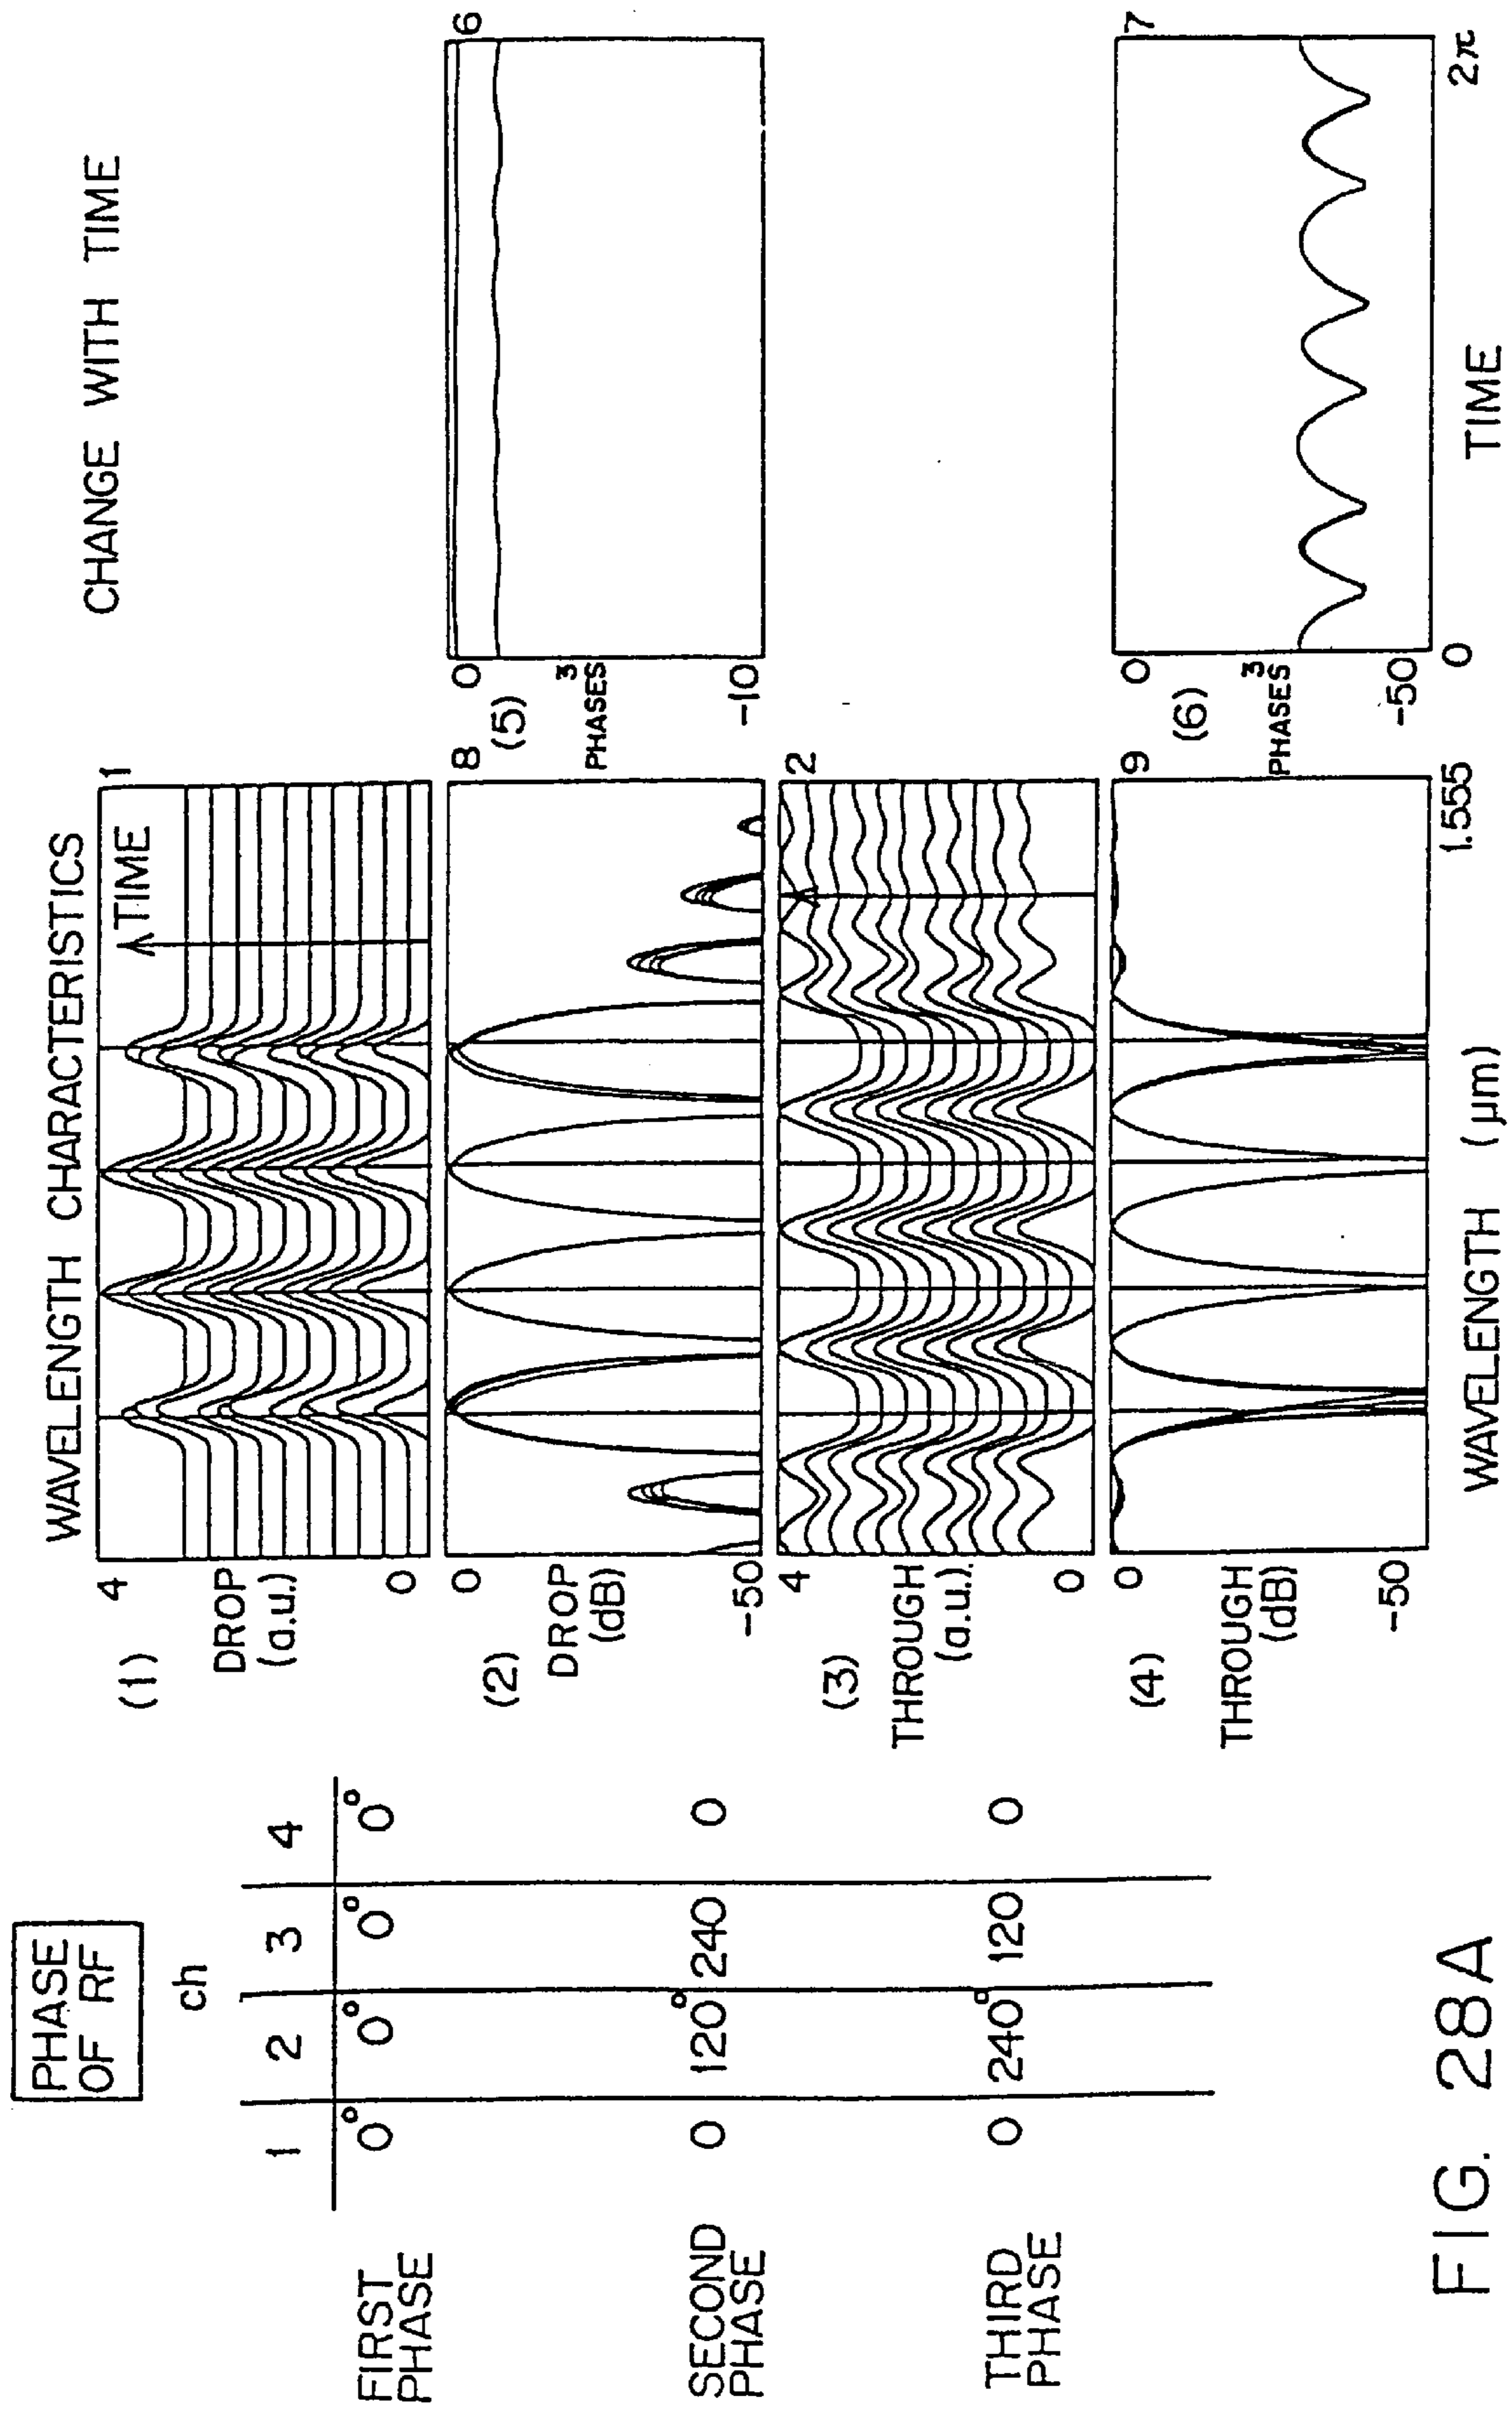 PHASE
OF RF
ch
1 2 3 4
FIRST
PHASE
0° 0° 0° 0°
SECOND
PHASE
0 120° 240 0
THIRD
PHASE
0 240° 120 0
WAVELENGTH CHARACTERISTICS
(1)
4
DROP
(a.u.)
0
TIME
1
(2)
0
DROP
(dB)
-50
8
(3)
4
THROUGH
(a.u.)
0
2
(4)
0
THROUGH
(dB)
-50
9
1.555
WAVELENGTH (μm)
CHANGE WITH TIME
0
(5)
3
PHASES
-10
6
0
(6)
3
PHASES
-50
7
0
2π
TIME
FIG. 28A